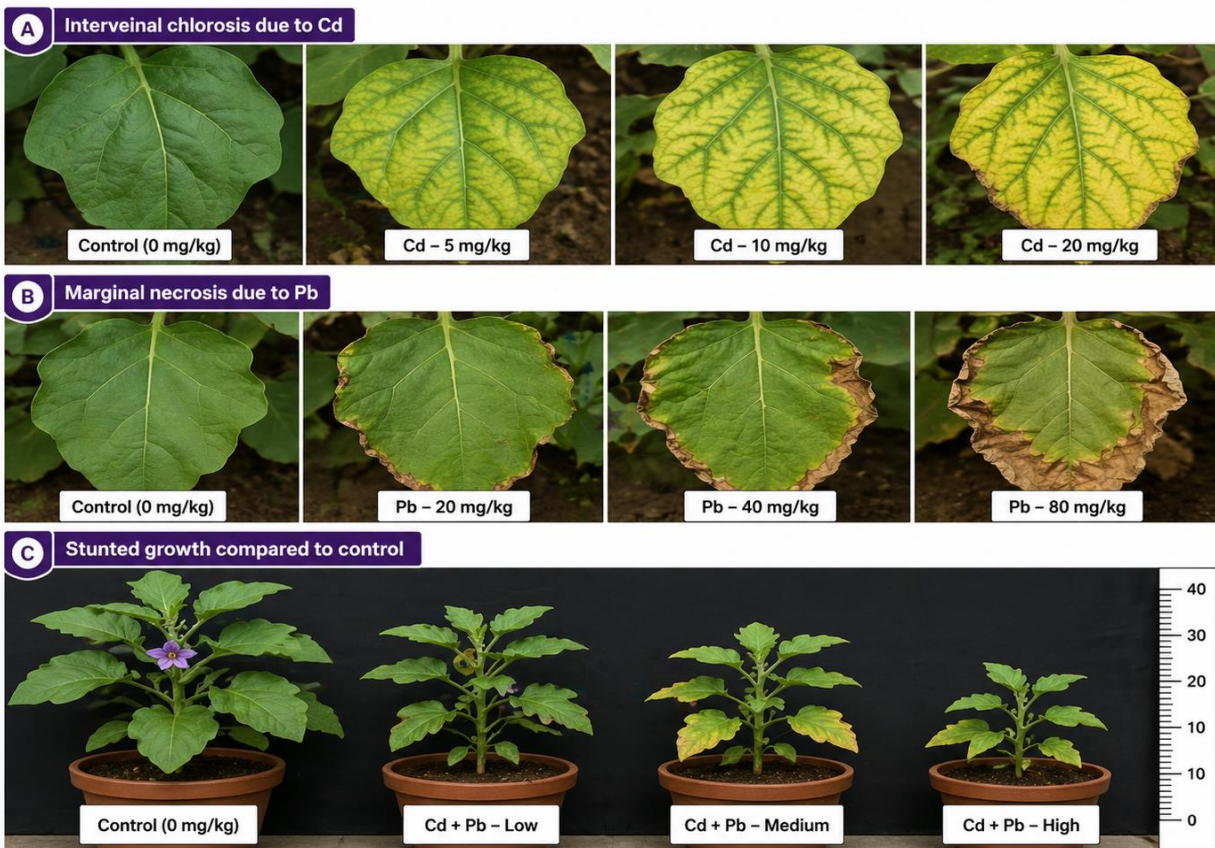 A
Interveinal chlorosis due to Cd
Control (0 mg/kg)
Cd – 5 mg/kg
Cd – 10 mg/kg
Cd – 20 mg/kg
B
Marginal necrosis due to Pb
Control (0 mg/kg)
Pb – 20 mg/kg
Pb – 40 mg/kg
Pb – 80 mg/kg
C
Stunted growth compared to control
40
30
20
10
10
0
Control (0 mg/kg)
Cd + Pb – Low
Cd + Pb – Medium
Cd + Pb – High